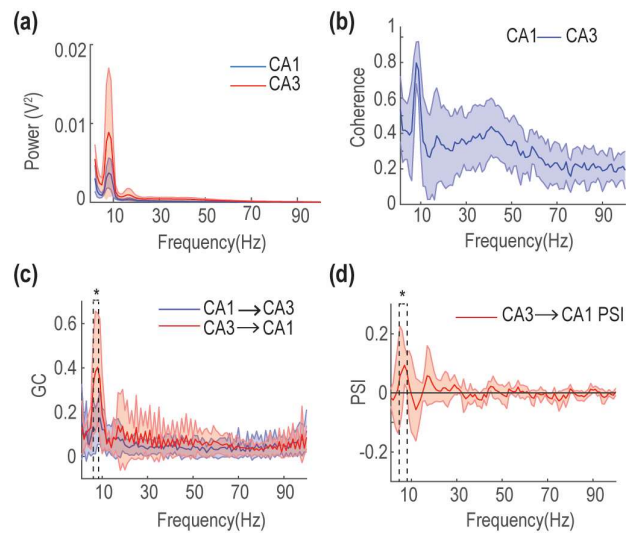 (a)
0.02
0.01
0
Power (V²)
CA1
CA3
10 30 50 70 90
Frequency(Hz)
(b)
1
0.8
0.6
0.4
0.2
0
Coherence
CA1— CA3
10 30 50 70 90
Frequency(Hz)
(c)
*
0.6
0.4
0.2
0
GC
CA1→CA3
CA3→CA1
10 30 50 70 90
Frequency(Hz)
(d)
*
0.2
0
-0.2
PSI
CA3→CA1 PSI
10 30 50 70 90
Frequency(Hz)